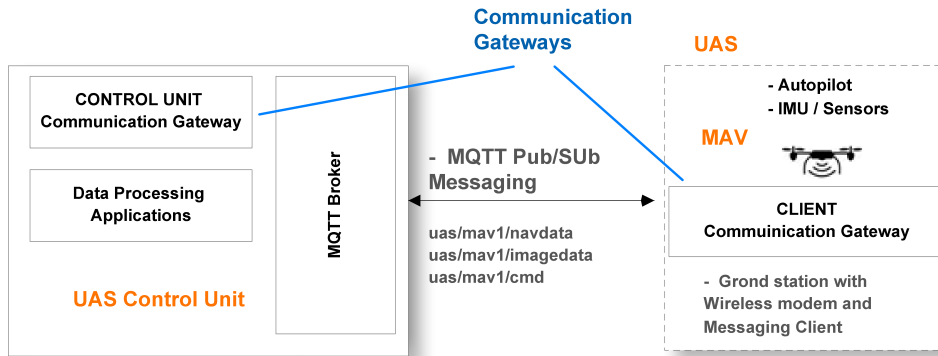 Communication
Gateways
UAS
CONTROL UNIT
Communication Gateway
Data Processing
Applications
UAS Control Unit
MQTT Broker
- MQTT Pub/SUb
Messaging
uas/mav1/navdata
uas/mav1/imagedata
uas/mav1/cmd
- Autopilot
- IMU / Sensors
MAV
CLIENT
Commuinication Gateway
- Grond station with
Wireless modem and
Messaging Client